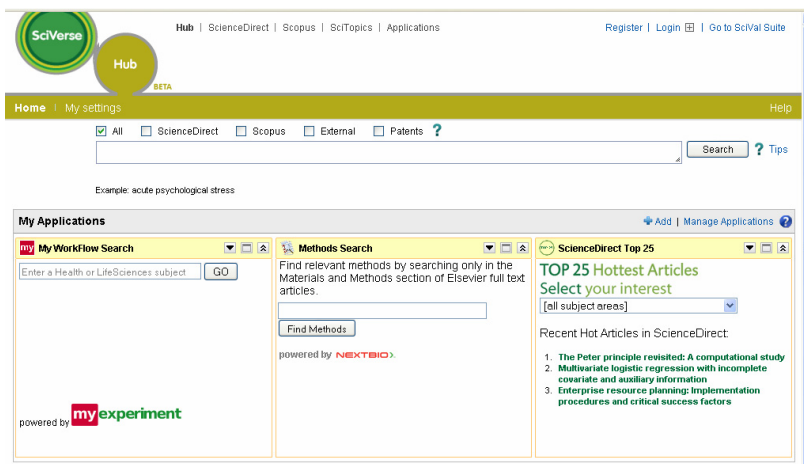 SciVerse
Hub
BETA
Hub | ScienceDirect | Scopus | SciTopics | Applications
Register | Login | Go to SciVal Suite
Home | My settings
Help
All ScienceDirect Scopus External Patents ?
Search ? Tips
Example: acute psychological stress
My Applications
Add | Manage Applications ?
my My WorkFlow Search
Enter a Health or LifeSciences subject GO
powered by my experiment
Methods Search
Find relevant methods by searching only in the
Materials and Methods section of Elsevier full text
articles.
Find Methods
powered by NEXTBIO
ScienceDirect Top 25
TOP 25 Hottest Articles
Select your interest
[all subject areas]
Recent Hot Articles in ScienceDirect:
1. The Peter principle revisited: A computational study
2. Multivariate logistic regression with incomplete
covariate and auxiliary information
3. Enterprise resource planning: Implementation
procedures and critical success factors